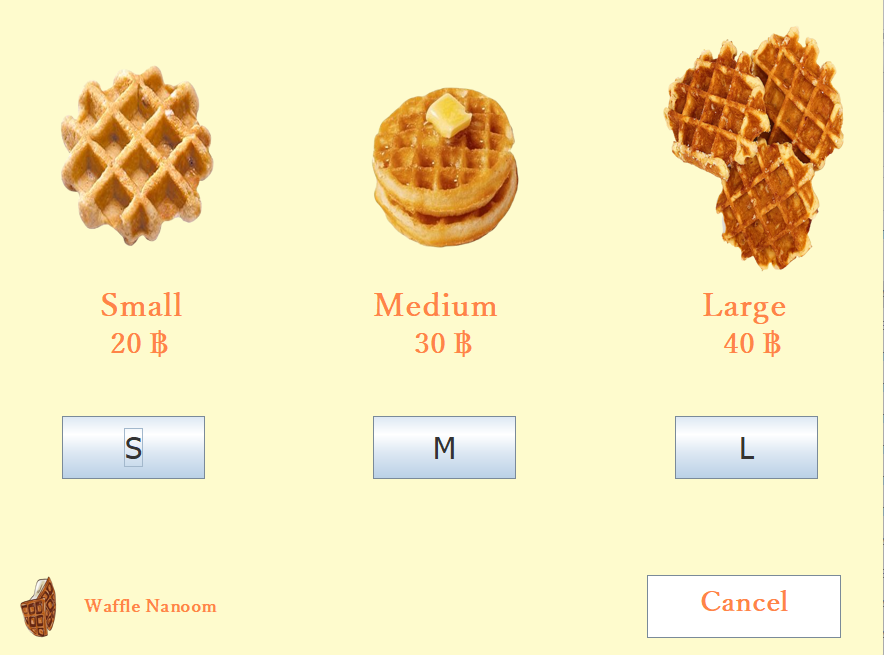 Small
20 ฿
Medium
30 ฿
Large
40 ฿
S
M
L
Waffle Nanoom
Cancel